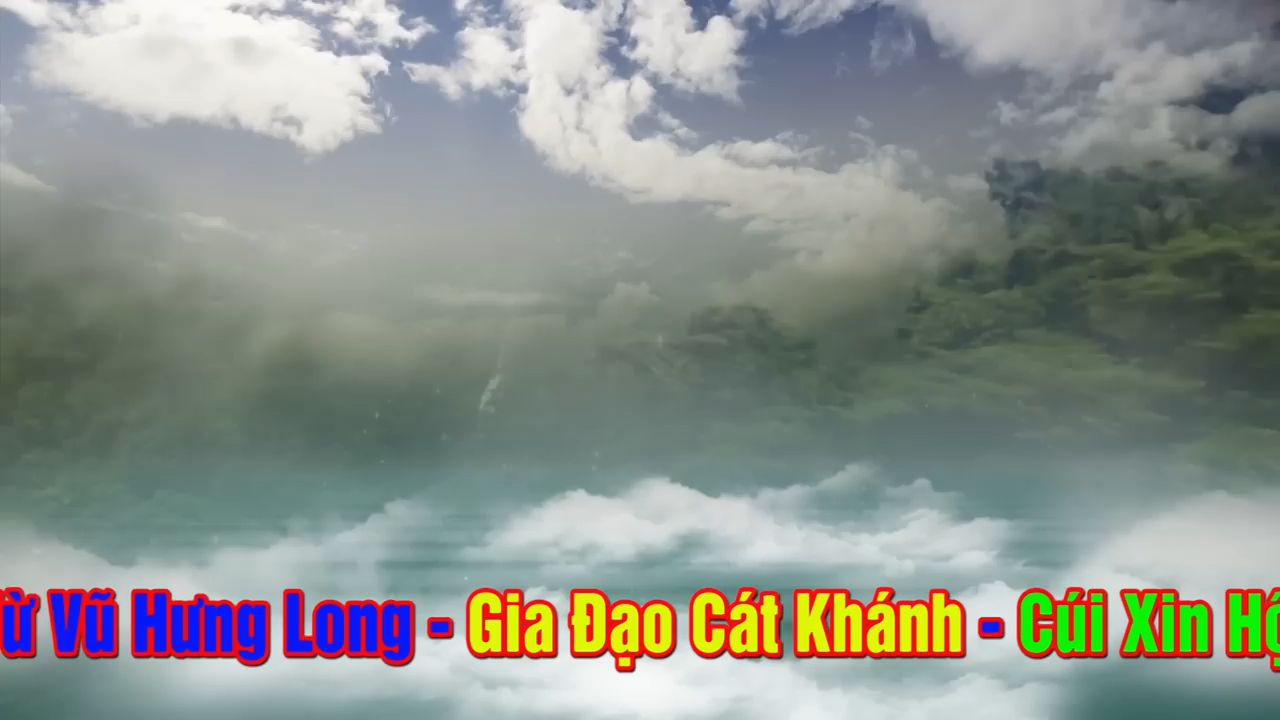 Vũ Hưng Long - Gia Đạo Cát Khánh - Cúi Xin